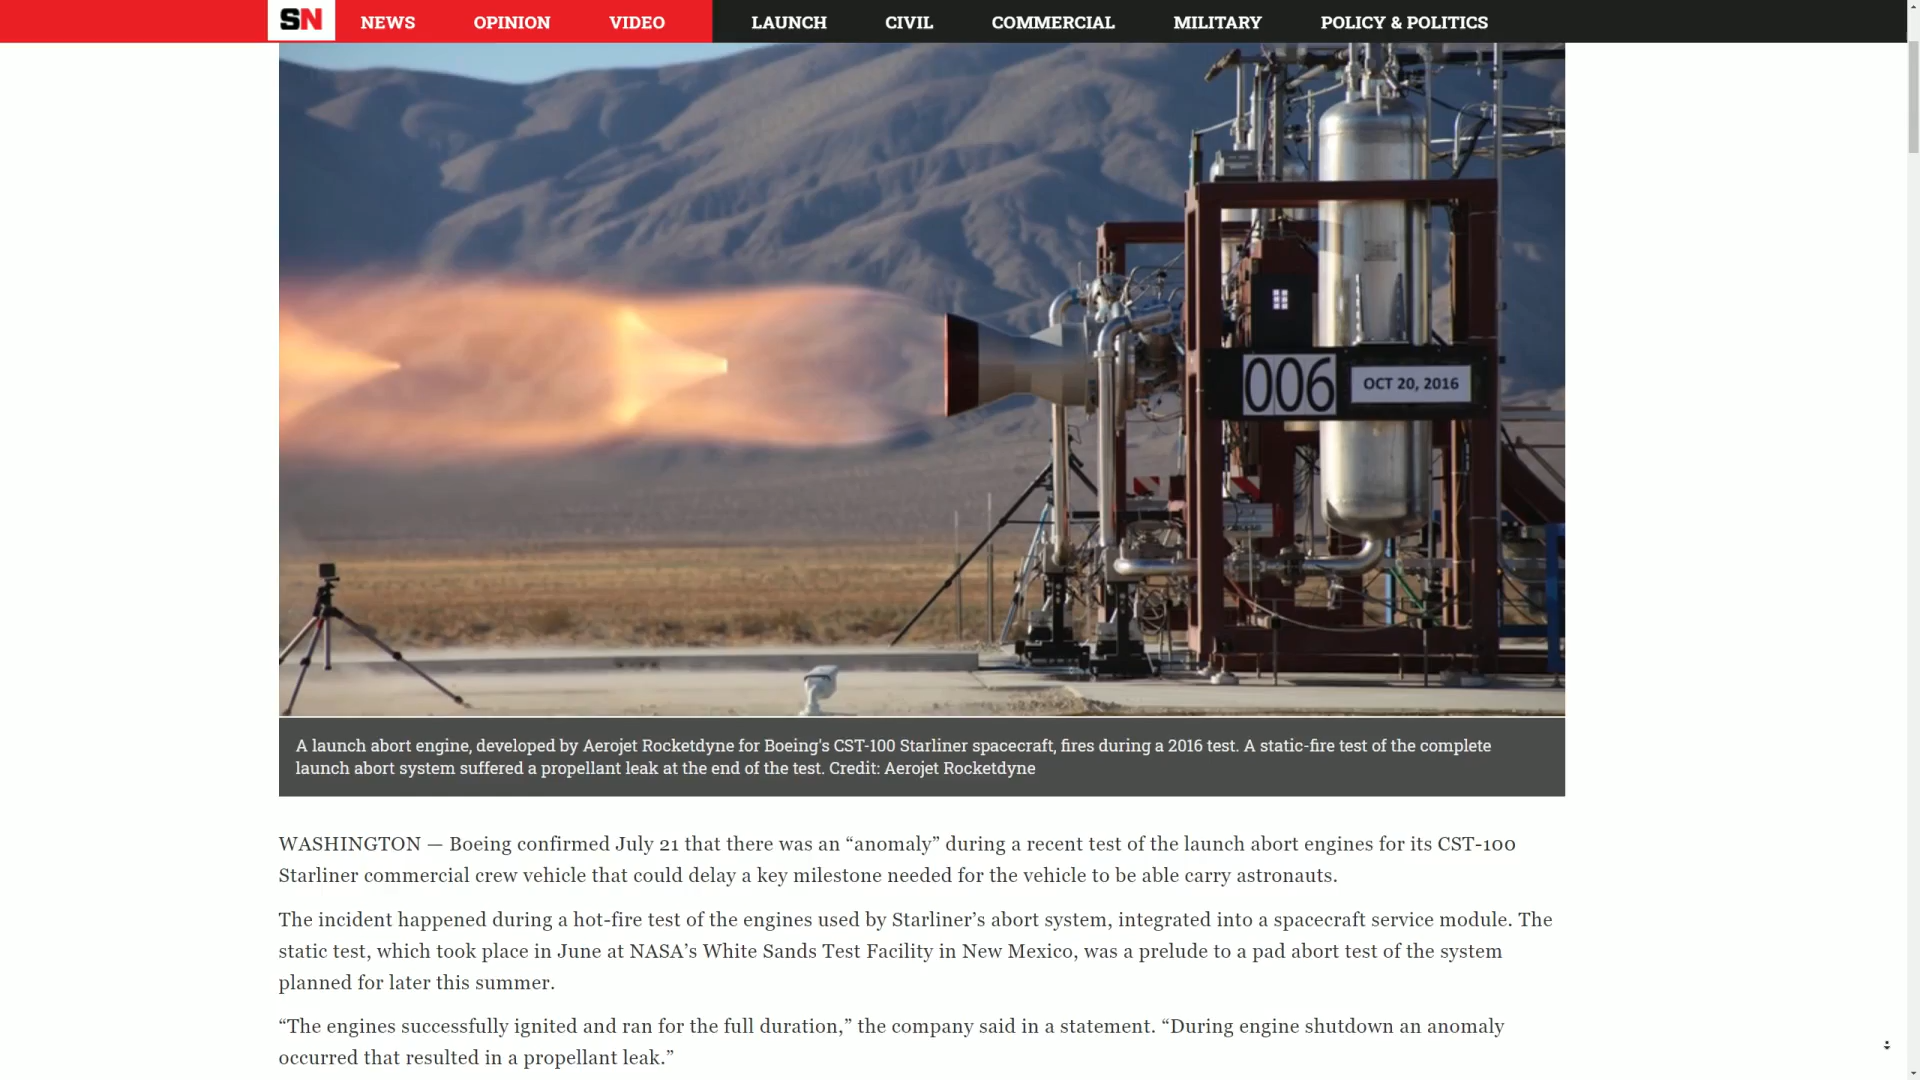 SN NEWS OPINION VIDEO LAUNCH CIVIL COMMERCIAL MILITARY POLICY & POLITICS
006 OCT 20, 2016
A launch abort engine, developed by Aerojet Rocketdyne for Boeing's CST-100 Starliner spacecraft, fires during a 2016 test. A static-fire test of the complete
launch abort system suffered a propellant leak at the end of the test. Credit: Aerojet Rocketdyne
WASHINGTON — Boeing confirmed July 21 that there was an “anomaly” during a recent test of the launch abort engines for its CST-100
Starliner commercial crew vehicle that could delay a key milestone needed for the vehicle to be able carry astronauts.
The incident happened during a hot-fire test of the engines used by Starliner’s abort system, integrated into a spacecraft service module. The
static test, which took place in June at NASA’s White Sands Test Facility in New Mexico, was a prelude to a pad abort test of the system
planned for later this summer.
“The engines successfully ignited and ran for the full duration,” the company said in a statement. “During engine shutdown an anomaly
occurred that resulted in a propellant leak.”